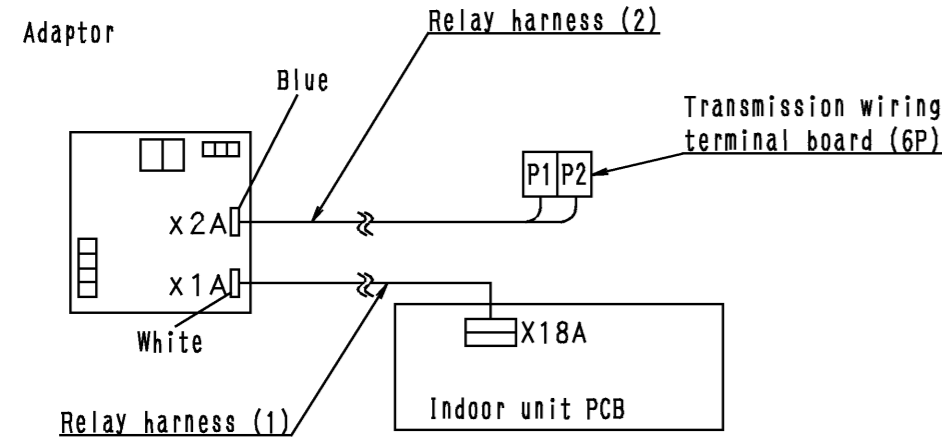 Adaptor
Relay harness (2)
Blue
Transmission wiring
terminal board (6P)
P1 P2
X2A
X1A
White
X18A
Indoor unit PCB
Relay harness (1)